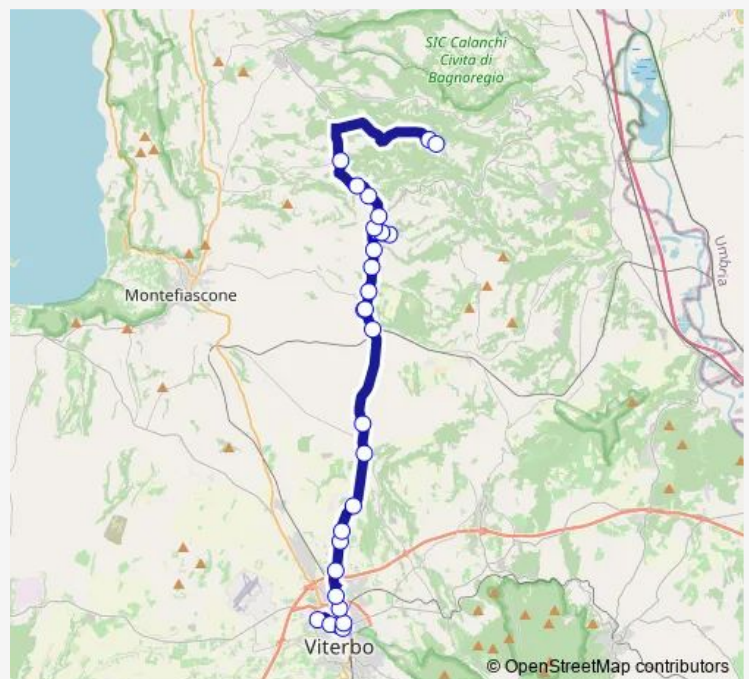 SIC Calanchi
Civita di
Bagnoregio
Umbria
Montefiascone
Viterbo
© OpenStreetMap contributors